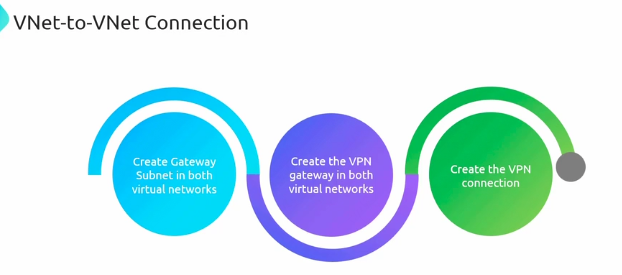 VNet-to-VNet Connection
Create Gateway
Subnet in both
virtual networks
Create the VPN
gateway in both
virtual networks
Create the VPN
connection